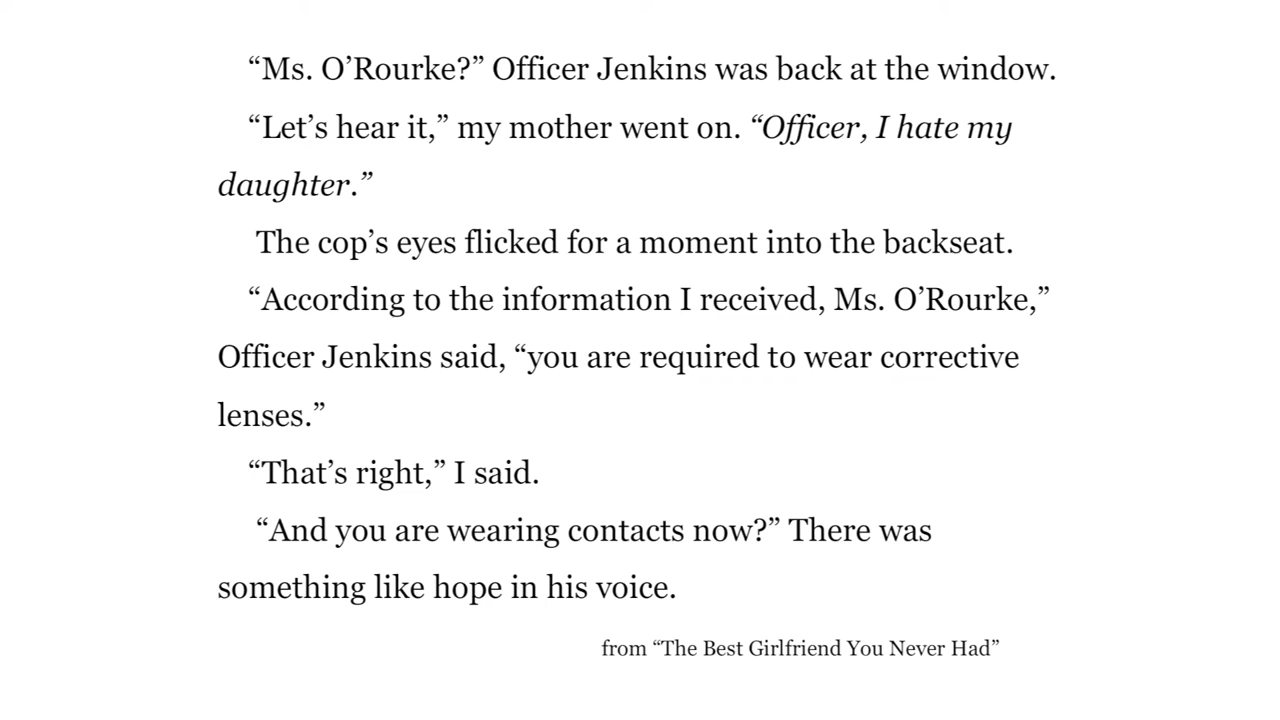 “Ms. O’Rourke?” Officer Jenkins was back at the window.
“Let’s hear it,” my mother went on. “Officer, I hate my
daughter.”
The cop’s eyes flicked for a moment into the backseat.
“According to the information I received, Ms. O’Rourke,”
Officer Jenkins said, “you are required to wear corrective
lenses.”
“That’s right,” I said.
“And you are wearing contacts now?” There was
something like hope in his voice.
from “The Best Girlfriend You Never Had”